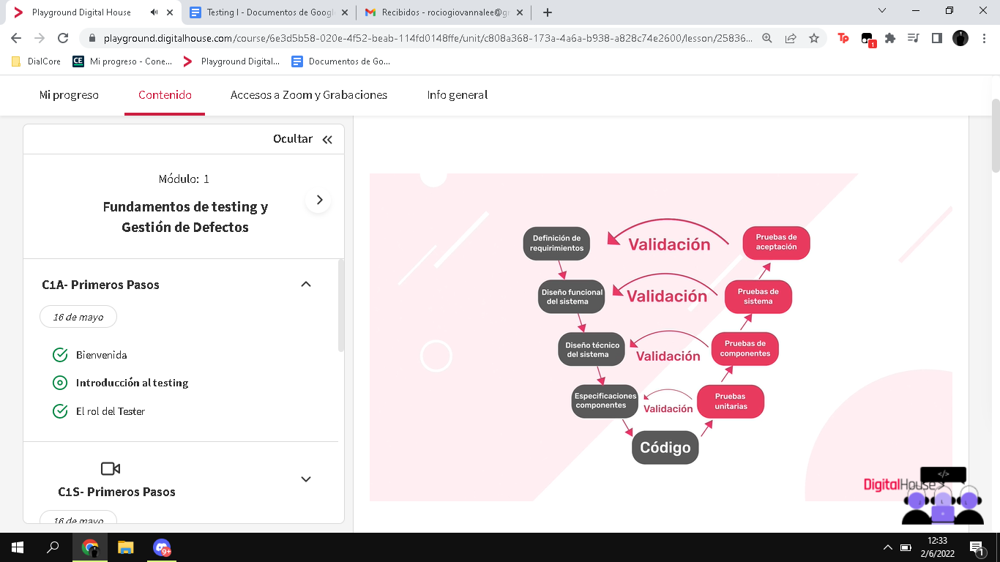 Playground Digital House
Testing I - Documentos de Goog
Recibidos - rociogiovannalee@g
playground.digitalhouse.com/course/6e3d5b58-020e-4f52-beab-114fd0148ffe/unit/c808a368-173a-4a6a-b938-a828c74e2600/lesson/25836...
1
DialCore
CE
Mi progreso - Cone...
Playground Digital...
Documentos de Go...
Mi progreso
Contenido
Accesos a Zoom y Grabaciones
Info general
Ocultar
Módulo: 1
Fundamentos de testing y
Gestión de Defectos
C1A- Primeros Pasos
16 de mayo
Bienvenida
Introducción al testing
El rol del Tester
C1S- Primeros Pasos
16 de mayo
Definición de
requirimientos
Validación
Pruebas de
aceptación
Diseño funcional
del sistema
Validación
Pruebas de
sistema
Diseño técnico
del sistema
Validación
Pruebas de
componentes
Especificaciones
componentes
Validación
Pruebas
unitarias
Código
DigitalHouse>
</>
9+
12:33
2/6/2022
1